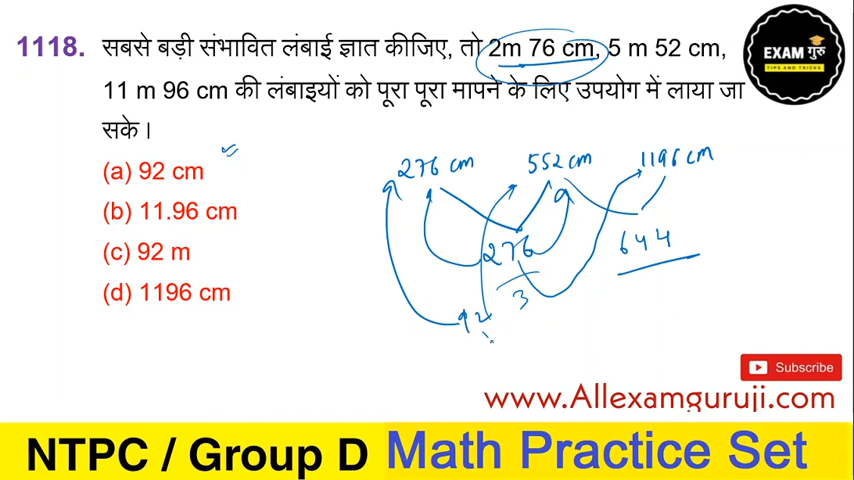 1118. सबसे बड़ी संभावित लंबाई ज्ञात कीजिए, तो 2m 76 cm, 5 m 52 cm,
11 m 96 cm की लंबाइयों को पूरा पूरा मापने के लिए उपयोग में लाया जा
सके।
(a) 92 cm
(b) 11.96 cm
(c) 92 m
(d) 1196 cm
276 cm 552 cm 1196 cm
276 644
3
92
EXAM गुरु
TIPS AND TRICKS
Subscribe
www.Allexamguruji.com
NTPC / Group D Math Practice Set